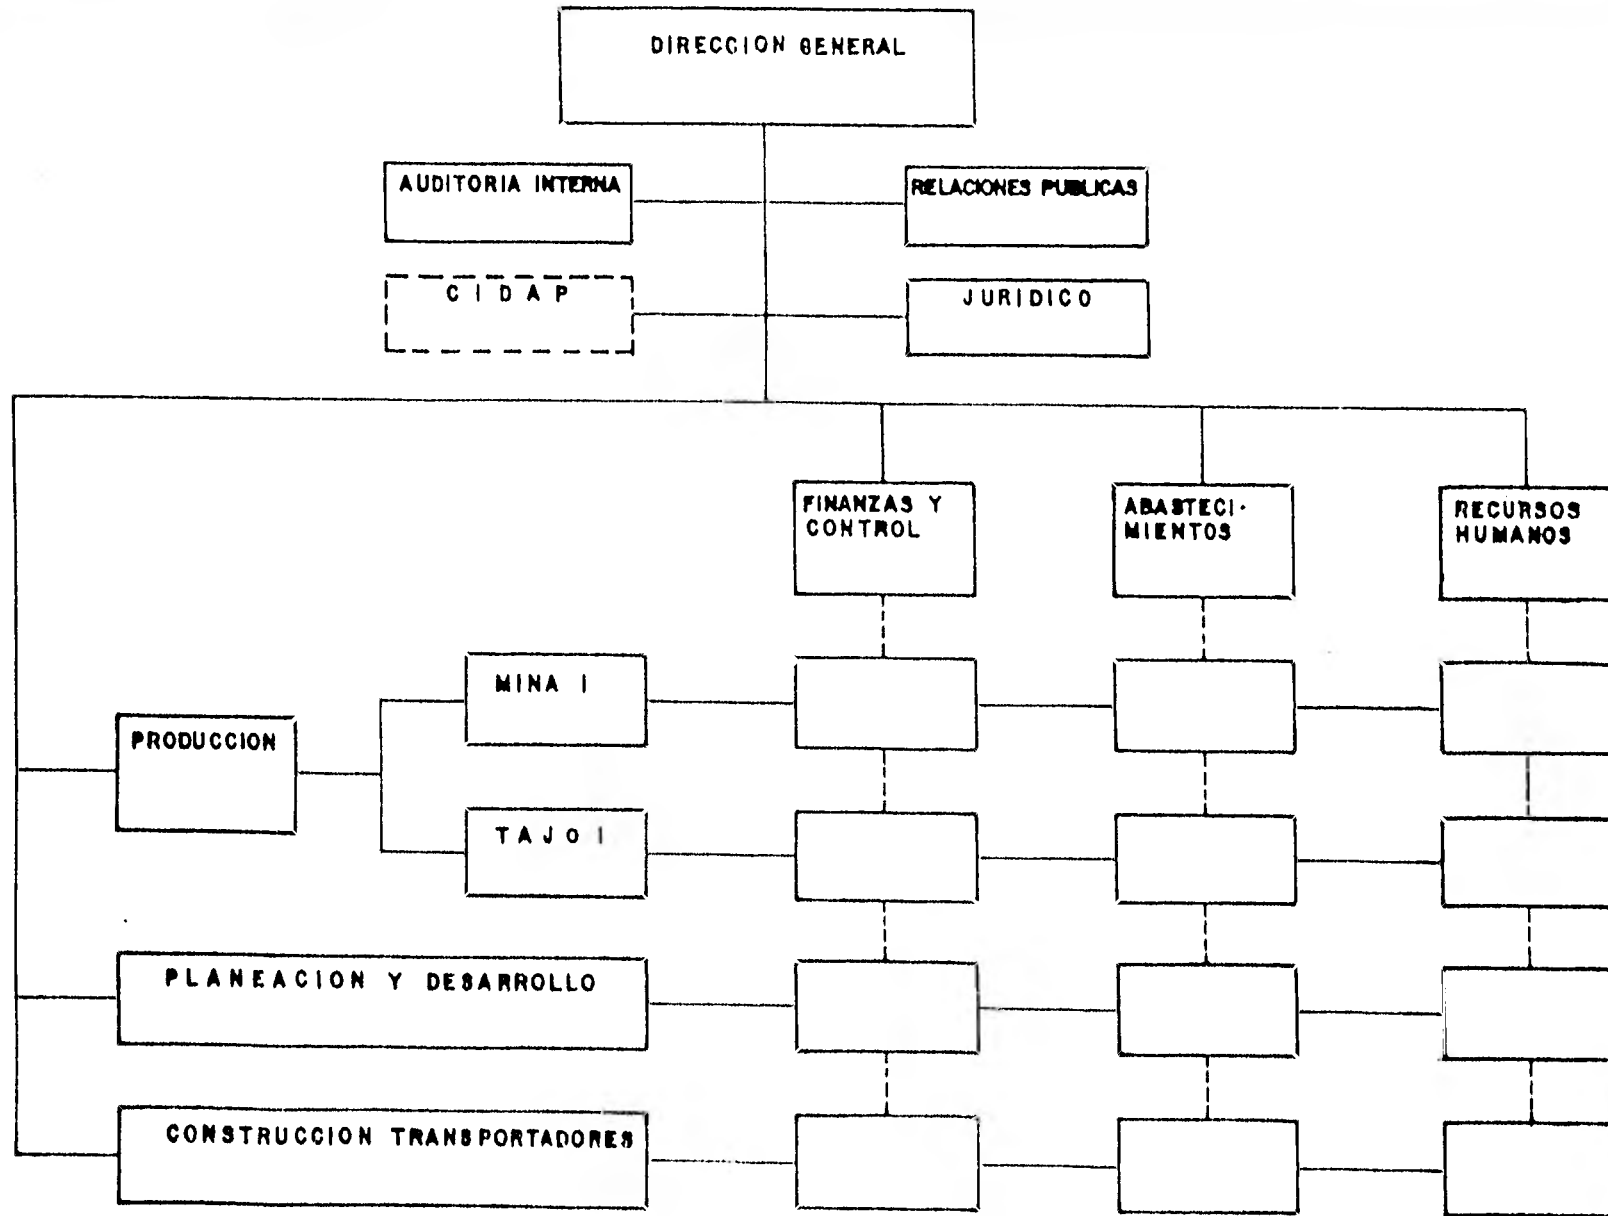 DIRECCION GENERAL
AUDITORIA INTERNA
RELACIONES PUBLICAS
CIDAP
JURIDICO
FINANZAS Y
CONTROL
ABASTECI-
MIENTOS
RECURSOS
HUMANOS
MINA I
PRODUCCION
TAJO I
PLANEACION Y DESARROLLO
CONSTRUCCION TRANSPORTADORES